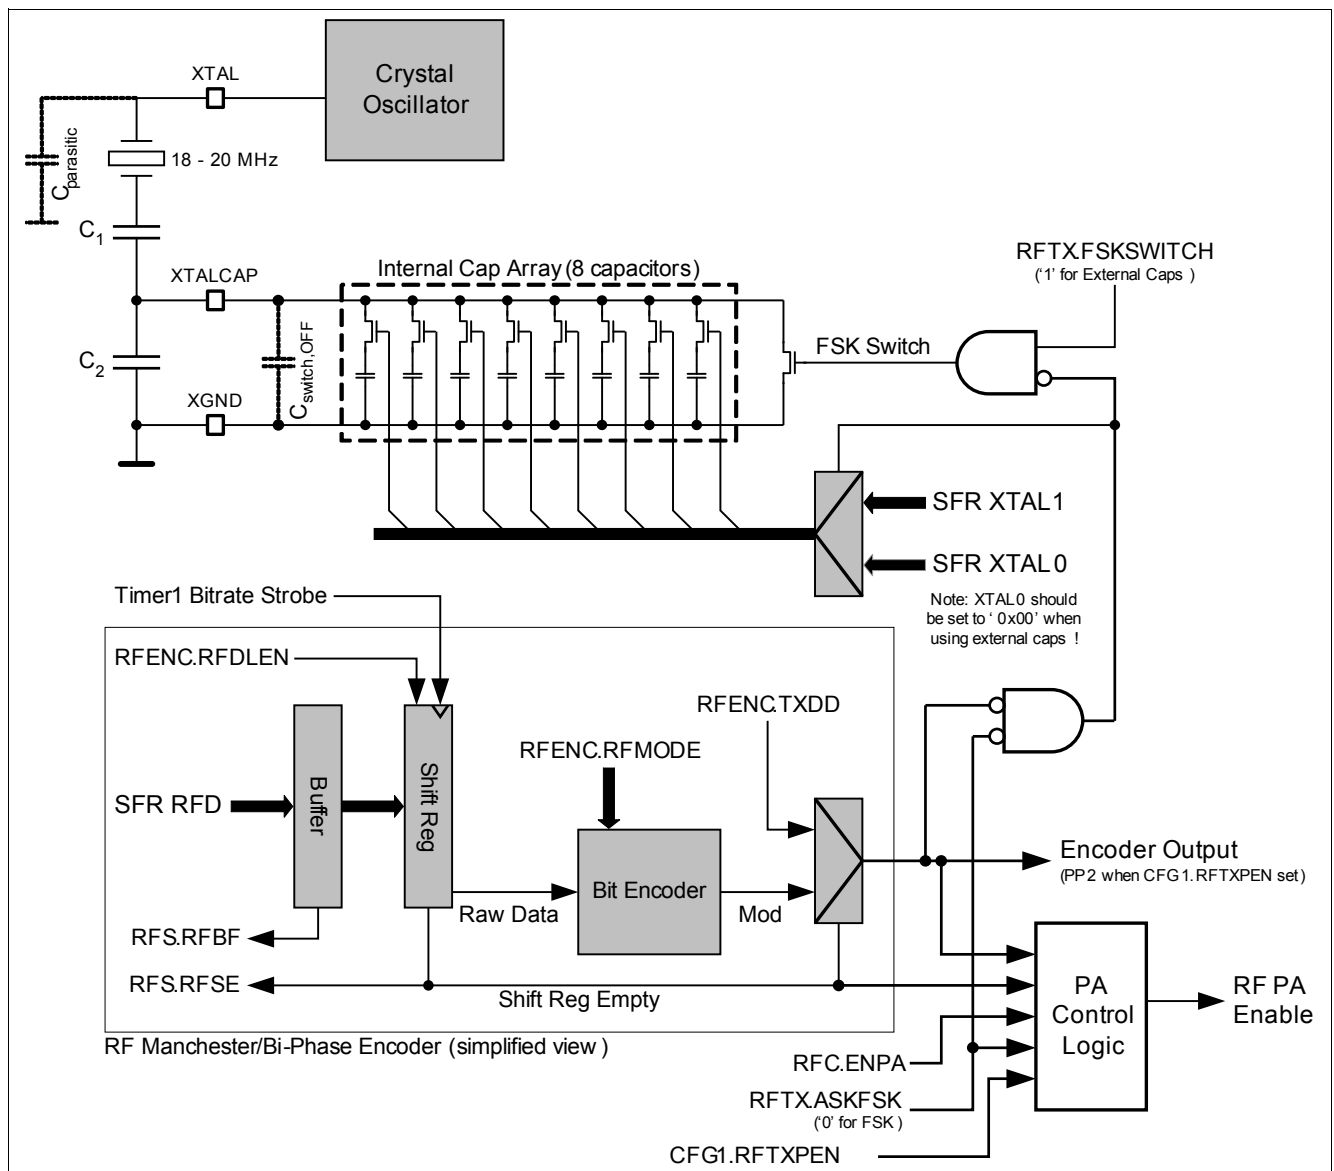 XTAL
Crystal
Oscillator
C parasitic
18 - 20 MHz
C1
XTALCAP
Internal Cap Array (8 capacitors)
RFTX.FSKSWITCH
('1' for External Caps )
C2
C switch,OFF
FSK Switch
XGND
SFR XTAL1
SFR XTAL0
Note: XTAL0 should
be set to ' 0x00' when
using external caps !
Timer1 Bitrate Strobe
RFENC.RFDLEN
RFENC.TXDD
RFENC.RFMODE
SFR RFD
Buffer
Shift Reg
Bit Encoder
Raw Data
Mod
Encoder Output
(PP2 when CFG1.RFTXPEN set)
RFS.RFBF
RFS.RFSE
Shift Reg Empty
PA
Control
Logic
RF PA
Enable
RF Manchester/Bi-Phase Encoder (simplified view )
RFC.ENPA
RFTX.ASKFSK
('0' for FSK )
CFG1.RFTXPEN